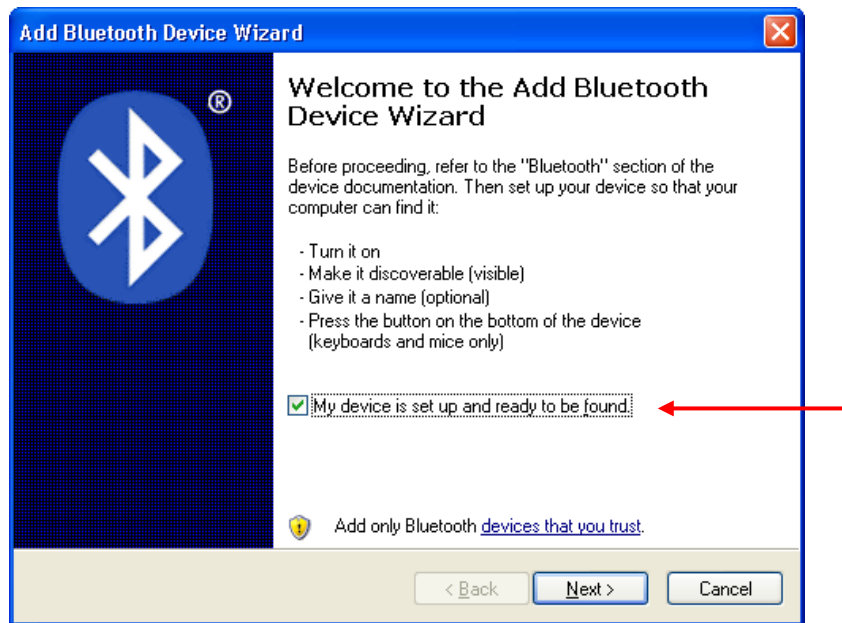 Add Bluetooth Device Wizard
®
Welcome to the Add Bluetooth
Device Wizard
Before proceeding, refer to the "Bluetooth" section of the
device documentation. Then set up your device so that your
computer can find it:
- Turn it on
- Make it discoverable (visible)
- Give it a name (optional)
- Press the button on the bottom of the device
(keyboards and mice only)
My device is set up and ready to be found.
Add only Bluetooth devices that you trust.
< Back Next > Cancel